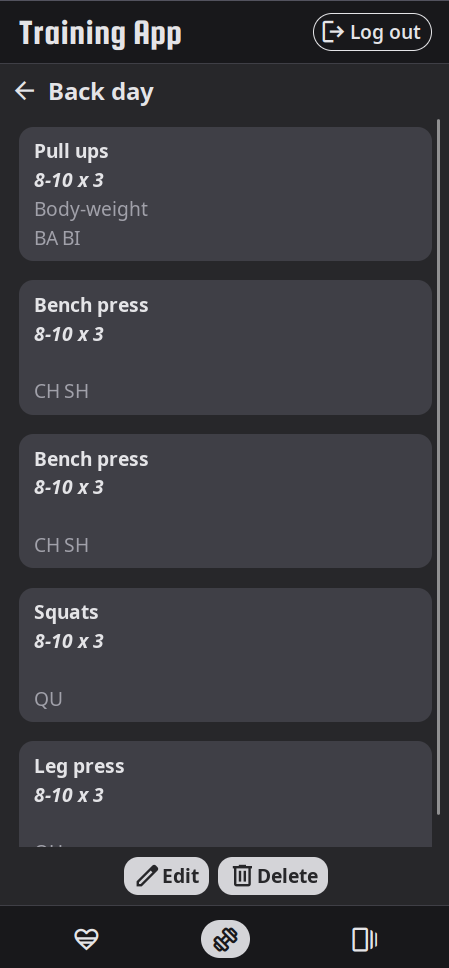 Training App
Log out
Back day
Pull ups
8-10 x 3
Body-weight
BA BI
Bench press
8-10 x 3
CH SH
Bench press
8-10 x 3
CH SH
Squats
8-10 x 3
QU
Leg press
8-10 x 3
Edit
Delete